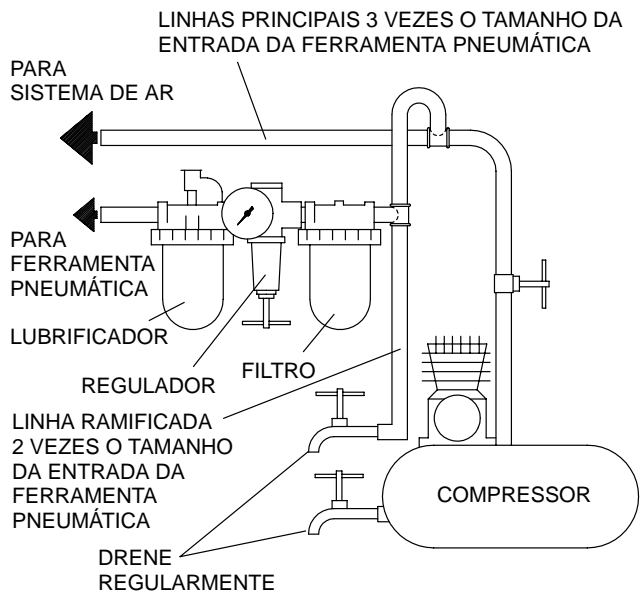 LINHAS PRINCIPAIS 3 VEZES O TAMANHO DA
ENTRADA DA FERRAMENTA PNEUMÁTICA
PARA
SISTEMA DE AR
PARA
FERRAMENTA
PNEUMÁTICA
LUBRIFICADOR
REGULADOR
FILTRO
LINHA RAMIFICADA
2 VEZES O TAMANHO
DA ENTRADA DA
FERRAMENTA
PNEUMÁTICA
COMPRESSOR
DRENE
REGULARMENTE